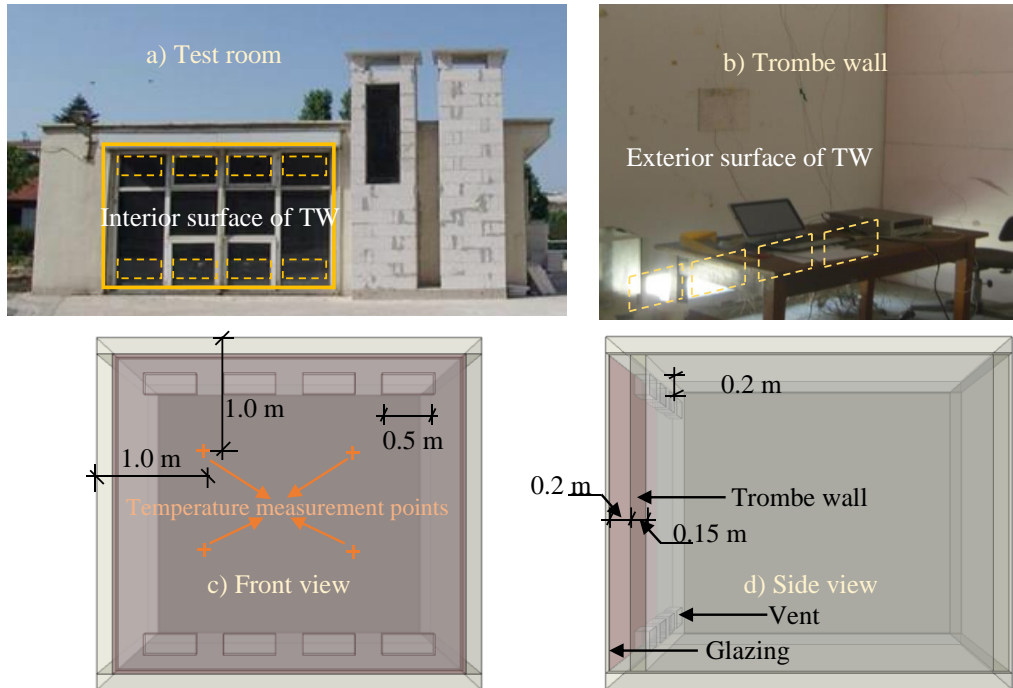 a) Test room
Interior surface of TW
b) Trombe wall
Exterior surface of TW
1.0 m
0.5 m
1.0 m
Temperature measurement points
c) Front view
0.2 m
0.2 m
Trombe wall
0.15 m
d) Side view
Vent
Glazing